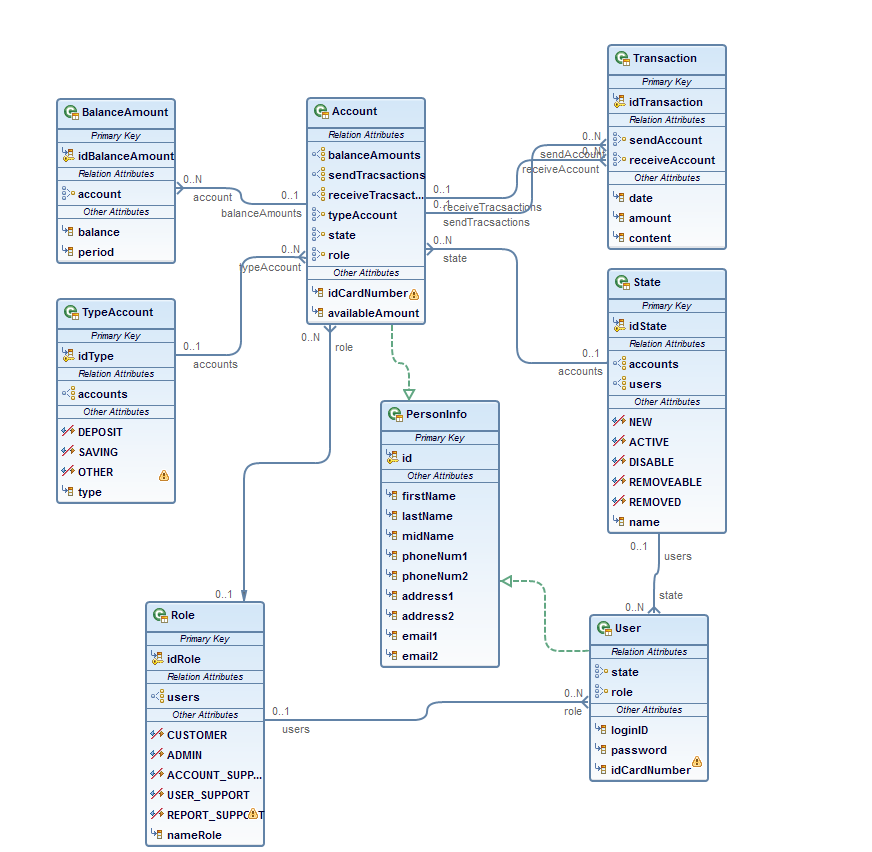 BalanceAmount
Primary Key
idBalanceAmount
Relation Attributes
account
Other Attributes
balance
period
0..N
account
0..1
balanceAmounts
Account
Relation Attributes
balanceAmounts
sendTracsactions
receiveTracsact...
typeAccount
state
role
Other Attributes
idCardNumber
availableAmount
Transaction
Primary Key
idTransaction
Relation Attributes
sendAccount
receiveAccount
Other Attributes
date
amount
content
0..N
sendAccount
0..N
receiveAccount
0..1
receiveTracsactions
0..1
sendTracsactions
0..N
state
0..N
typeAccount
TypeAccount
Primary Key
idType
Relation Attributes
accounts
Other Attributes
DEPOSIT
SAVING
OTHER
type
0..1
accounts
0..N
role
State
Primary Key
idState
Relation Attributes
accounts
users
Other Attributes
NEW
ACTIVE
DISABLE
REMOVEABLE
REMOVED
name
0..1
accounts
PersonInfo
Primary Key
id
Other Attributes
firstName
lastName
midName
phoneNum1
phoneNum2
address1
address2
email1
email2
0..1
users
state
0..N
0..1
Role
Primary Key
idRole
Relation Attributes
users
Other Attributes
CUSTOMER
ADMIN
ACCOUNT_SUPP...
USER_SUPPORT
REPORT_SUPPORT
nameRole
0..1
users
0..N
role
User
Relation Attributes
state
role
Other Attributes
loginID
password
idCardNumber